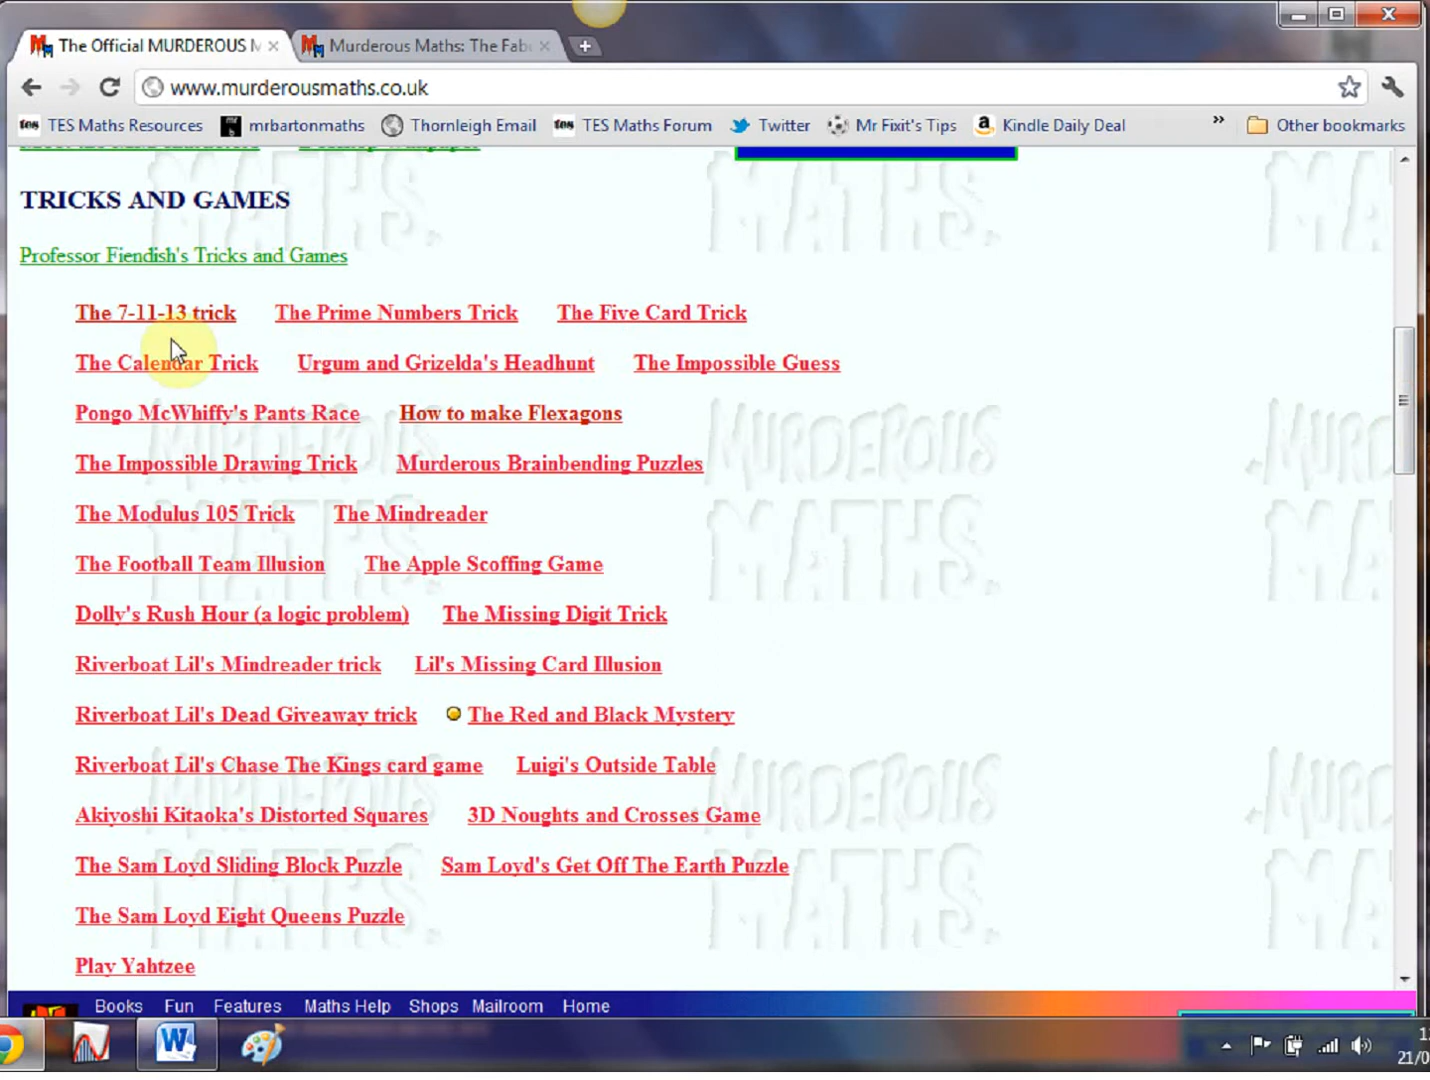 The Official MURDEROUS M
Murderous Maths: The Fab
www.murderousmaths.co.uk
tes TES Maths Resources mrbartonmaths Thornleigh Email tes TES Maths Forum Twitter Mr Fixit's Tips Kindle Daily Deal » Other bookmarks
TRICKS AND GAMES
Professor Fiendish's Tricks and Games
The 7-11-13 trick The Prime Numbers Trick The Five Card Trick
The Calendar Trick Urgum and Grizelda's Headhunt The Impossible Guess
Pongo McWhiffy's Pants Race How to make Flexagons
The Impossible Drawing Trick Murderous Brainbending Puzzles
The Modulus 105 Trick The Mindreader
The Football Team Illusion The Apple Scoffing Game
Dolly's Rush Hour (a logic problem) The Missing Digit Trick
Riverboat Lil's Mindreader trick Lil's Missing Card Illusion
Riverboat Lil's Dead Giveaway trick The Red and Black Mystery
Riverboat Lil's Chase The Kings card game Luigi's Outside Table
Akiyoshi Kitaoka's Distorted Squares 3D Noughts and Crosses Game
The Sam Loyd Sliding Block Puzzle Sam Loyd's Get Off The Earth Puzzle
The Sam Loyd Eight Queens Puzzle
Play Yahtzee
Books Fun Features Maths Help Shops Mailroom Home
21/0